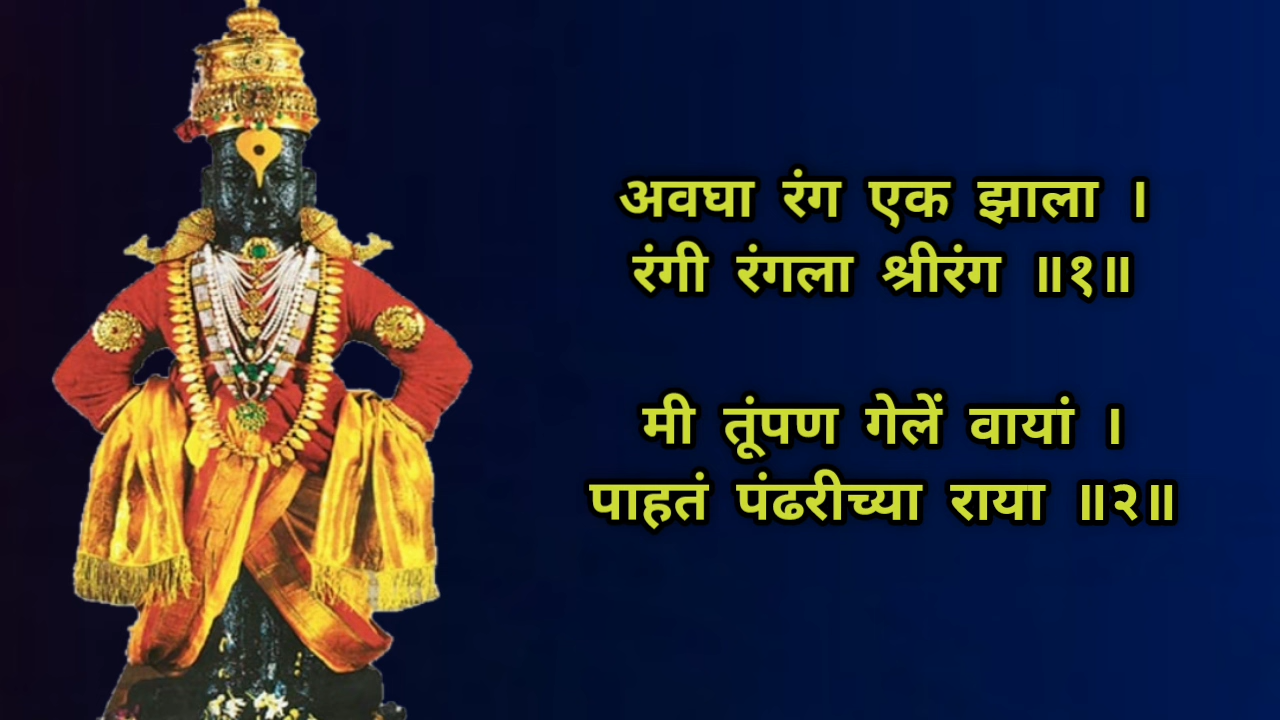 अवघा रंग एक झाला ।
रंगी रंगला श्रीरंग ॥१॥
मी तूंपण गेलें वायां ।
पाहतं पंढरीच्या राया ॥२॥